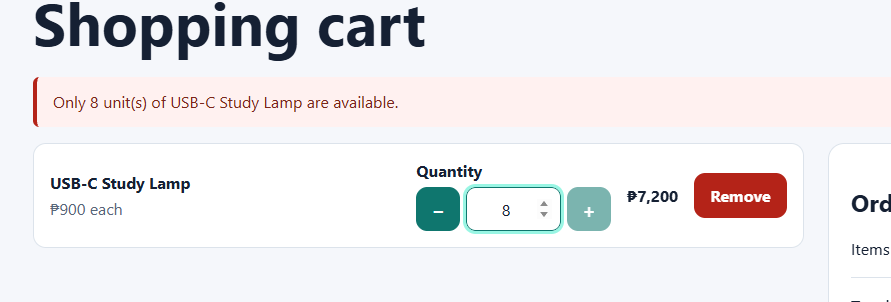 Shopping cart
Only 8 unit(s) of USB-C Study Lamp are available.
USB-C Study Lamp
₱900 each
Quantity
–
8
+
₱7,200
Remove
Ord
Items